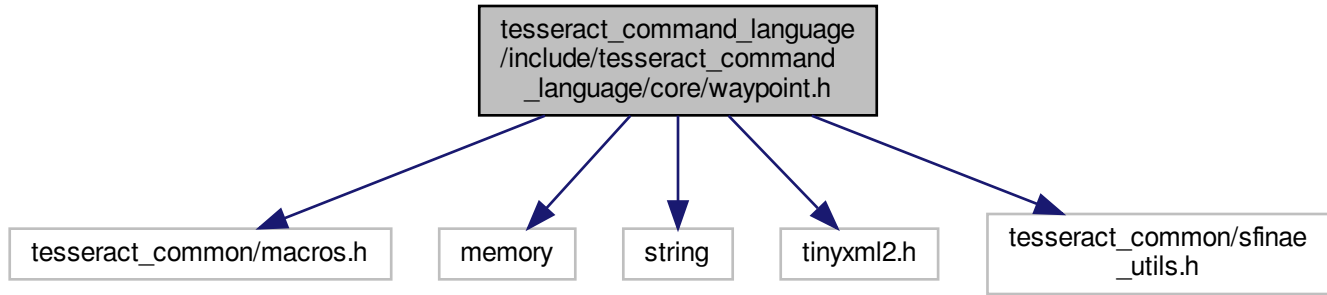 tesseract_command_language
/include/tesseract_command
_language/core/waypoint.h
tesseract_common/macros.h
memory
string
tinyxml2.h
tesseract_common/sfinae
_utils.h